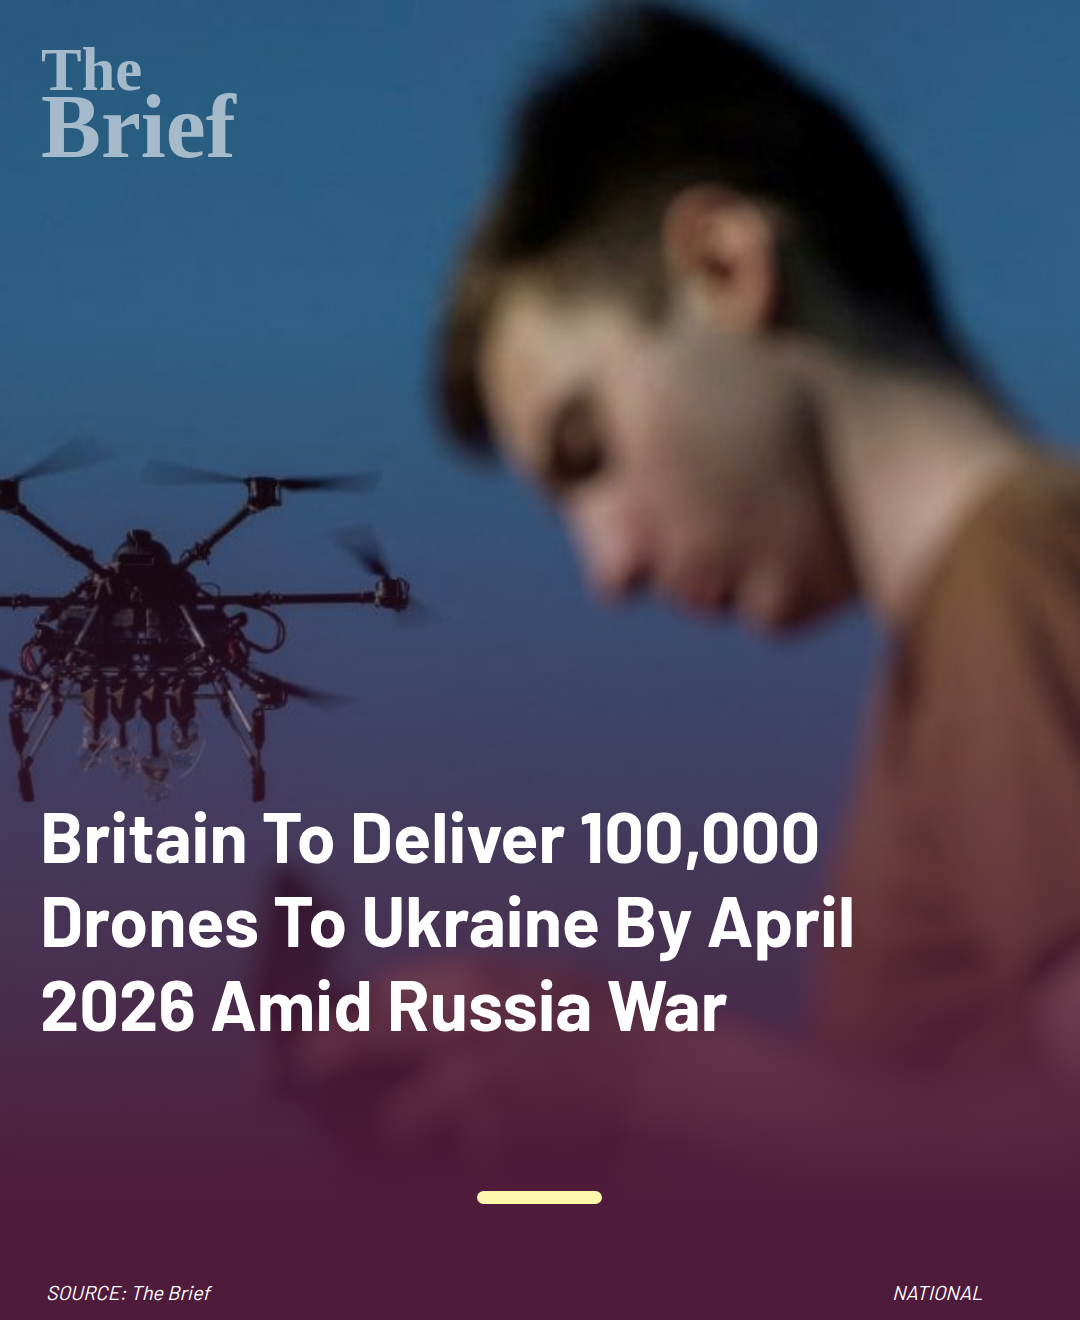 The
Brief
Britain To Deliver 100,000
Drones To Ukraine By April
2026 Amid Russia War
SOURCE: The Brief
NATIONAL